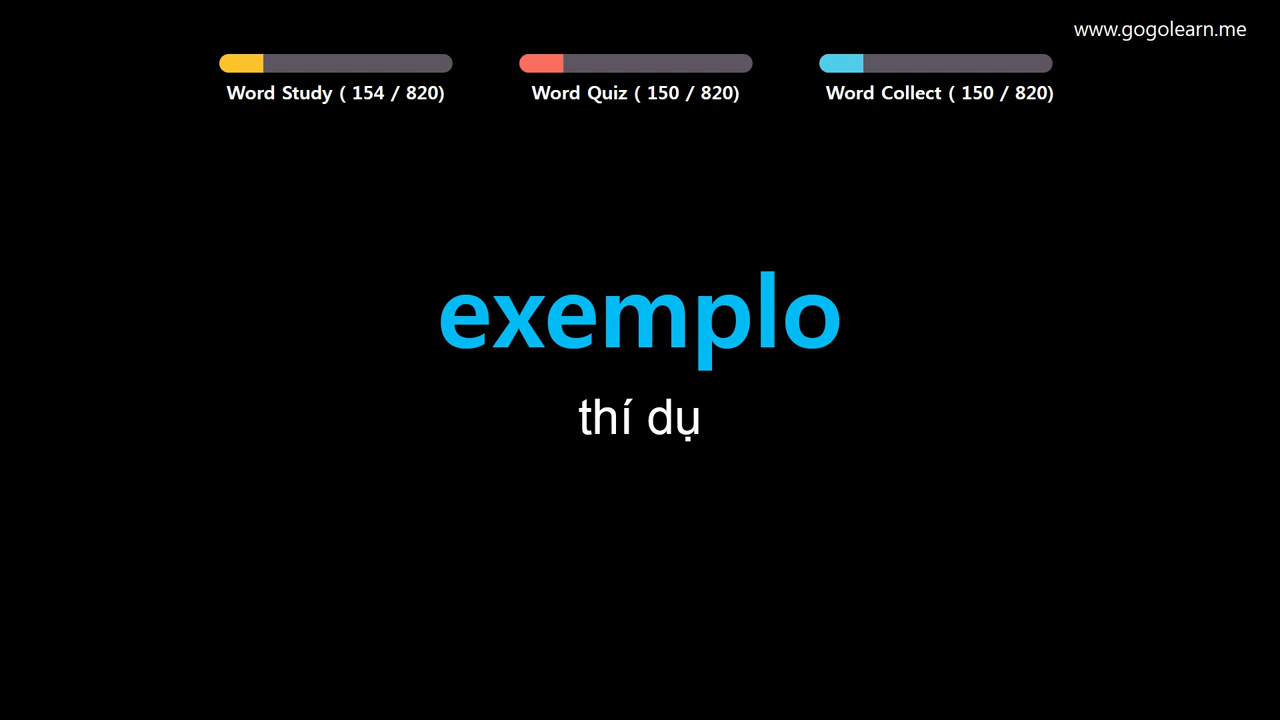 www.gogolearn.me
Word Study ( 154 / 820)
Word Quiz ( 150 / 820)
Word Collect ( 150 / 820)
exemplo
thí dụ